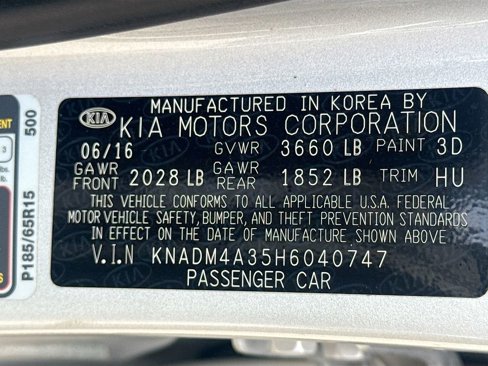 MANUFACTURED IN KOREA BY
KIA KIA MOTORS CORPORATION
06/16 GVWR 3660 LB PAINT 3D
GAWR FRONT 2028 LB GAWR REAR 1852 LB TRIM HU
THIS VEHICLE CONFORMS TO ALL APPLICABLE U.S.A. FEDERAL
MOTOR VEHICLE SAFETY, BUMPER, AND THEFT PREVENTION STANDARDS
IN EFFECT ON THE DATE OF MANUFACTURE SHOWN ABOVE.
V.I.N KNADM4A35H6040747
PASSENGER CAR
P185/65R15 500
3